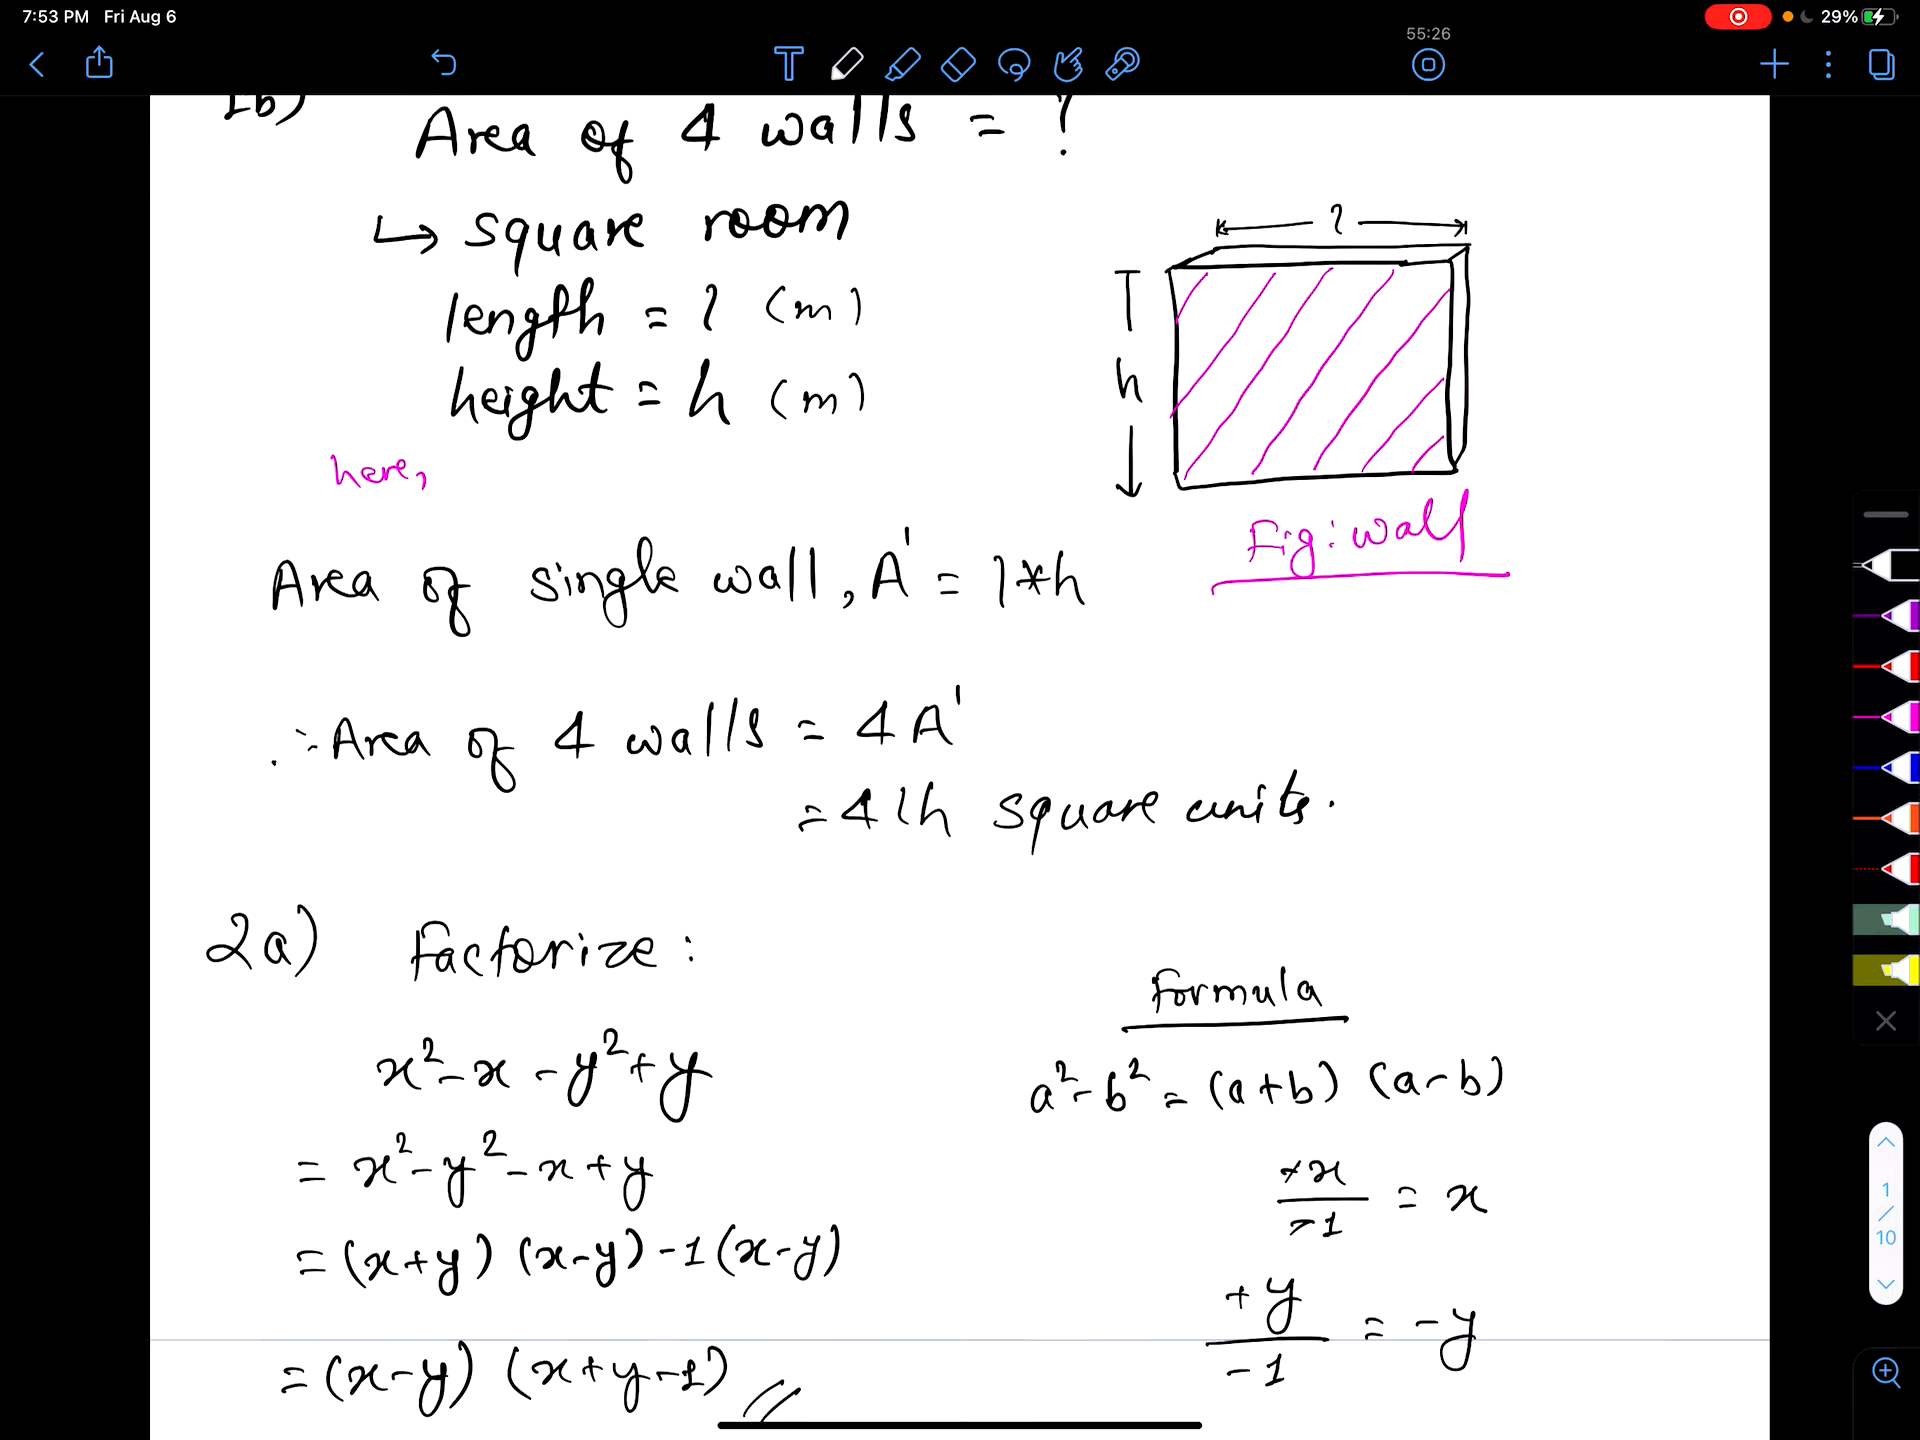 7:53 PM Fri Aug 6
29%
55:26
1b)
Area of 4 walls = ?
↳ square room
length = l (m)
height = h (m)
l
h
here,
Fig: wall
Area of single wall, A' = l*h
∴ Area of 4 walls = 4A'
= 4lh square units.
2a) Factorize:
x² - x - y² + y
= x² - y² - x + y
= (x+y) (x-y) - 1(x-y)
= (x-y) (x+y-1)
Formula
a² - b² = (a+b) (a-b)
-x / -1 = x
+y / -1 = -y
1
/
10